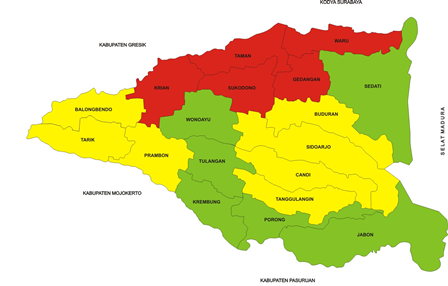 KODYA SURABAYA
KABUPATEN GRESIK
WARU
TAMAN
GEDANGAN
SEDATI
KRIAN
SUKODONO
BALONGBENDO
WONOAYU
BUDURAN
SELAT MADURA
TARIK
SIDOARJO
PRAMBON
TULANGAN
CANDI
KABUPATEN MOJOKERTO
KREMBUNG
TANGGULANGIN
PORONG
JABON
KABUPATEN PASURUAN